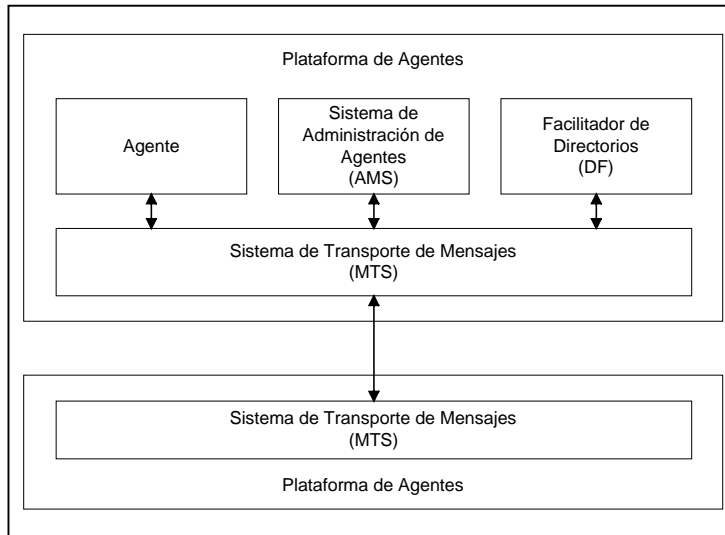 Plataforma de Agentes
Agente
Sistema de
Administración de
Agentes
(AMS)
Facilitador de
Directorios
(DF)
Sistema de Transporte de Mensajes
(MTS)
Sistema de Transporte de Mensajes
(MTS)
Plataforma de Agentes